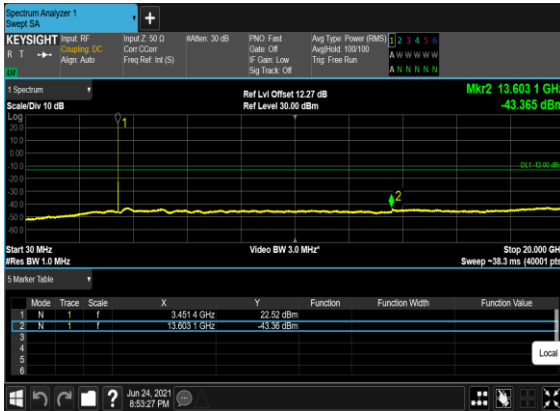 Spectrum Analyzer 1
Swept SA
+
KEYSIGHT Input: RF Input Z: 50 Ω #Atten: 30 dB PNO: Fast Avg Type: Power (RMS) 1 2 3 4 5 6
R T Coupling: DC Corr CCorr Gate: Off Avg|Hold: 100/100 A W W W W W
Align: Auto Freq Ref: Int (S) IF Gain: Low Trig: Free Run
Sig Track: Off A N N N N N
1 Spectrum
Scale/Div 10 dB
Ref Lvl Offset 12.27 dB
Ref Level 30.00 dBm
Mkr2 13.603 1 GHz
-43.365 dBm
Log
20.0
10.0
0.00
-10.0
-20.0
-30.0
-40.0
-50.0
-60.0
1
DL1 -13.00 dBm
2
Start 30 MHz Video BW 3.0 MHz* Stop 20.000 GHz
#Res BW 1.0 MHz Sweep ~38.3 ms (40001 pts)
5 Marker Table
Mode Trace Scale X Y Function Function Width Function Value
1 N 1 f 3.451 4 GHz 22.52 dBm
2 N 1 f 13.603 1 GHz -43.36 dBm
3
4
5
6
Local
? Jun 24, 2021
8:53:27 PM